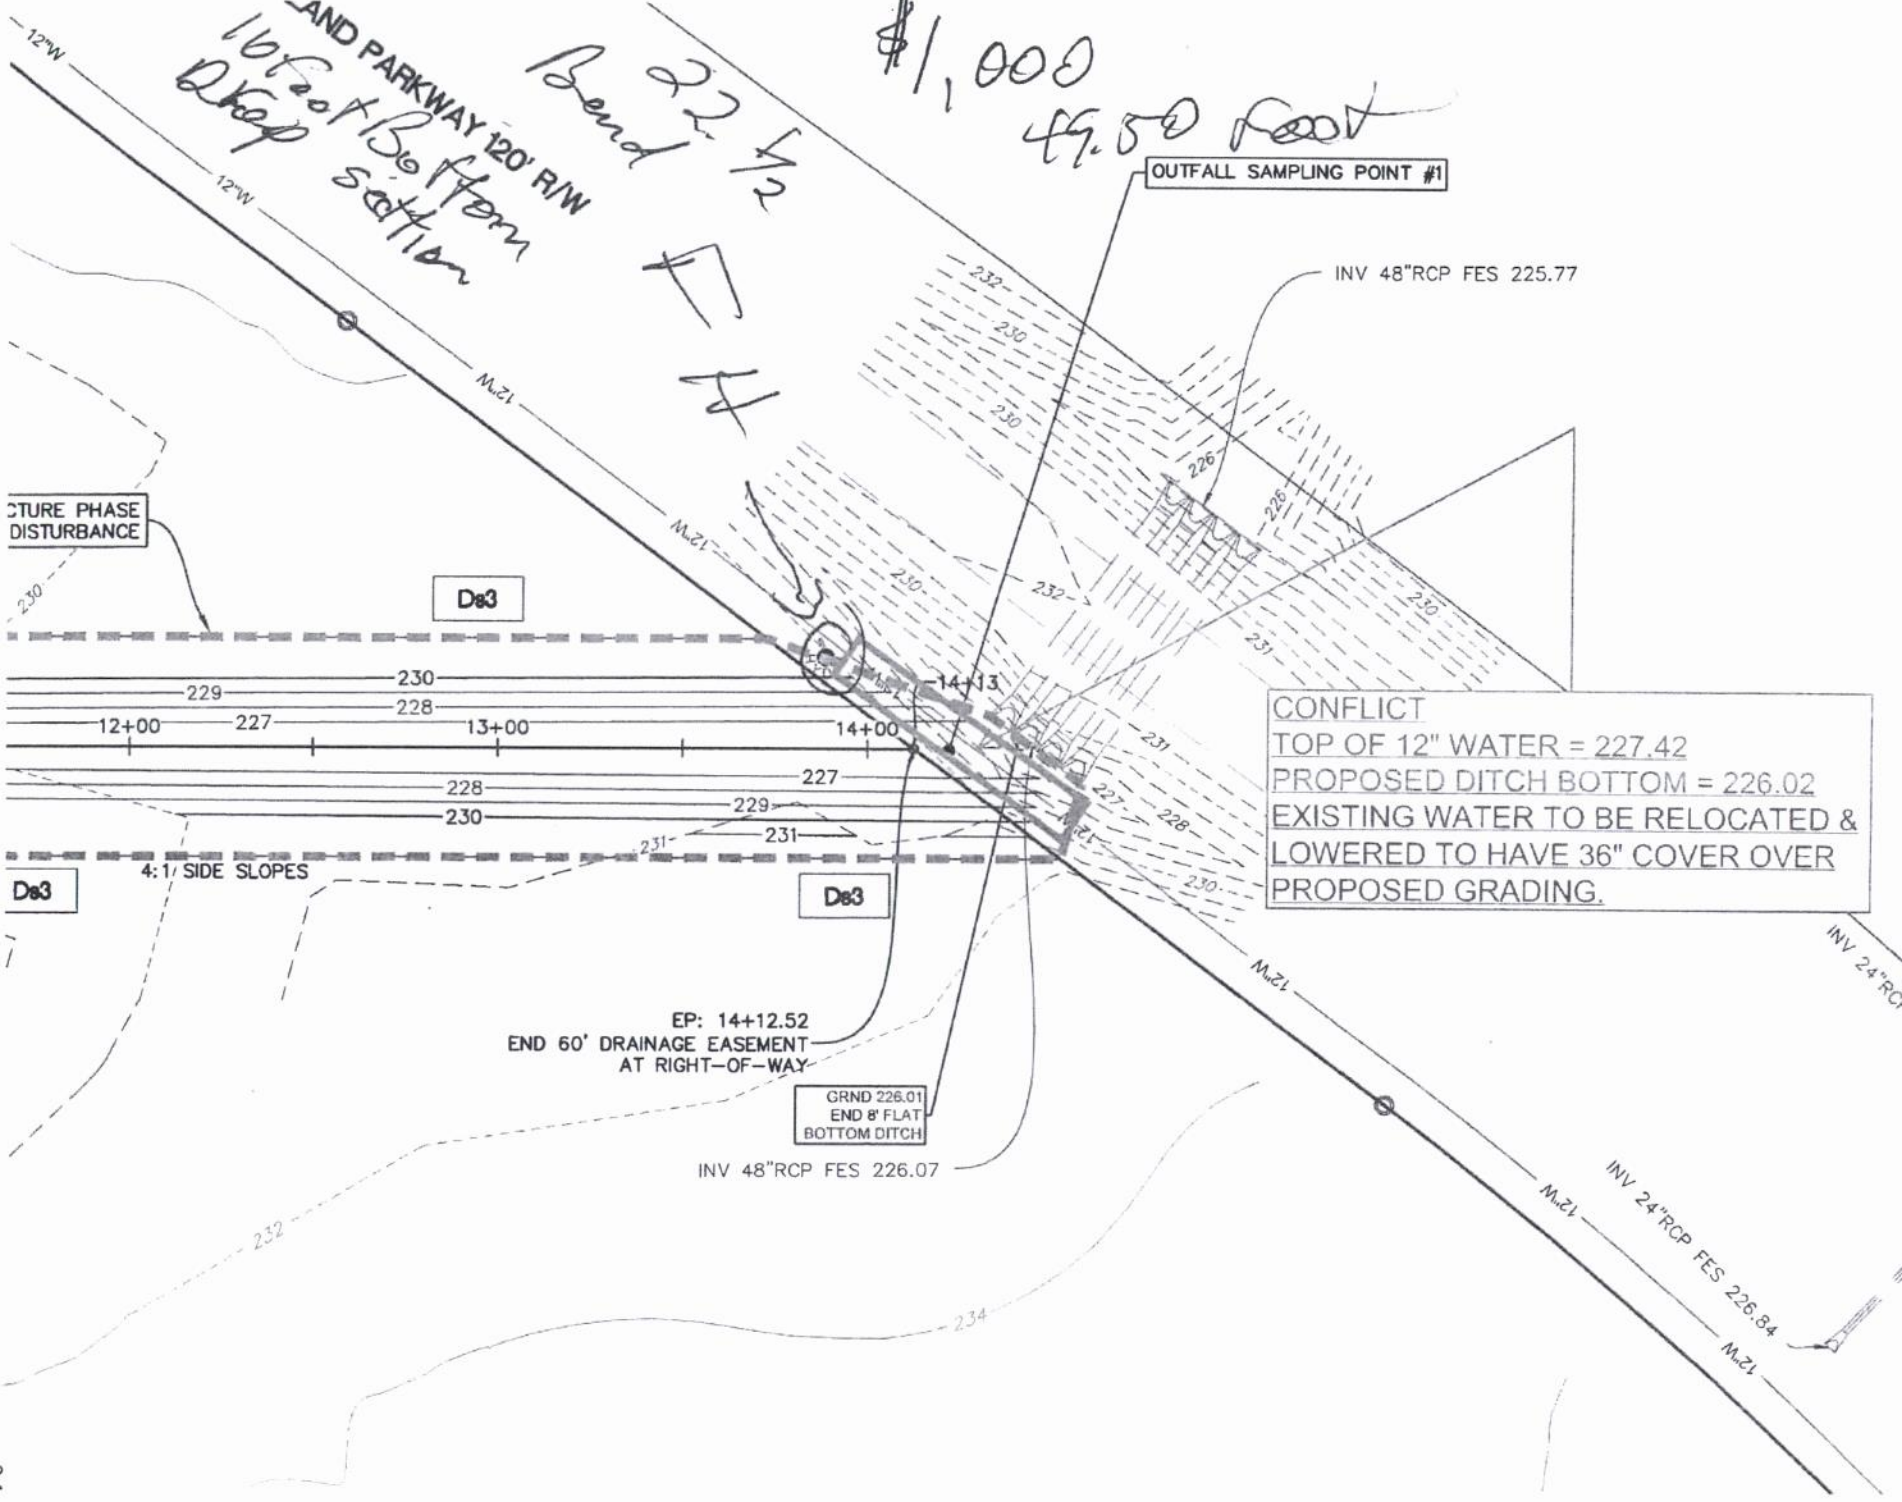 12"W
LAND PARKWAY 120' R/W
16 Foot Bottom
Deep section
22 1/2
Bend
$1,000
49.50 foot
FH
OUTFALL SAMPLING POINT #1
INV 48"RCP FES 225.77
12"W
232
230
12"W
230
226
226
CTURE PHASE
DISTURBANCE
12"W
230
232
230
230
Ds3
231
230
229
228
14+13
12+00
227
13+00
14+00
231
CONFLICT
TOP OF 12" WATER = 227.42
PROPOSED DITCH BOTTOM = 226.02
EXISTING WATER TO BE RELOCATED &
LOWERED TO HAVE 36" COVER OVER
PROPOSED GRADING.
227
228
229
230
231
231
227
228
12"W
4:1 SIDE SLOPES
230
Ds3
Ds3
12"W
INV 24"RCP
EP: 14+12.52
END 60' DRAINAGE EASEMENT
AT RIGHT-OF-WAY
GRND 226.01
END 8' FLAT
BOTTOM DITCH
INV 48"RCP FES 226.07
12"W
INV 24"RCP FES 226.84
232
234
12"W